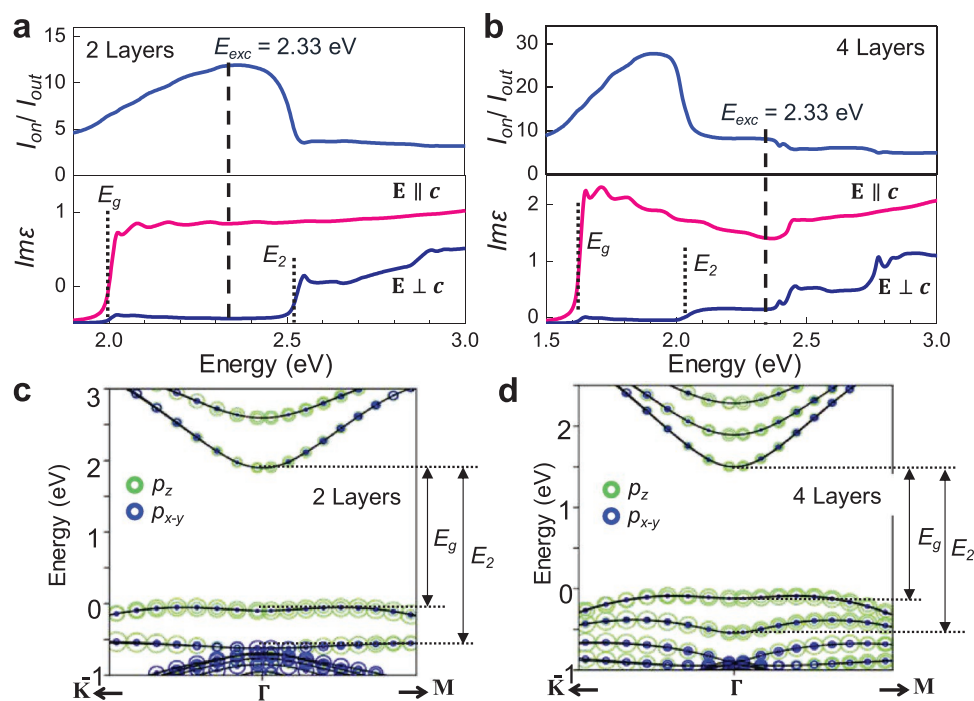 a
2 Layers
E_exc = 2.33 eV
I_on / I_out
15
10
5
0
E_g
E ∥ c
E_2
E ⊥ c
Imε
1
0
2.0
2.5
3.0
Energy (eV)
b
4 Layers
E_exc = 2.33 eV
I_on / I_out
30
20
10
0
E ∥ c
E_g
E_2
E ⊥ c
Imε
2
1
0
1.5
2.0
2.5
3.0
Energy (eV)
c
p_z
p_x-y
2 Layers
E_g
E_2
Energy (eV)
3
2
1
0
-1
K
Γ
M
d
p_z
p_x-y
4 Layers
E_g
E_2
Energy (eV)
2
1
0
-1
K
Γ
M